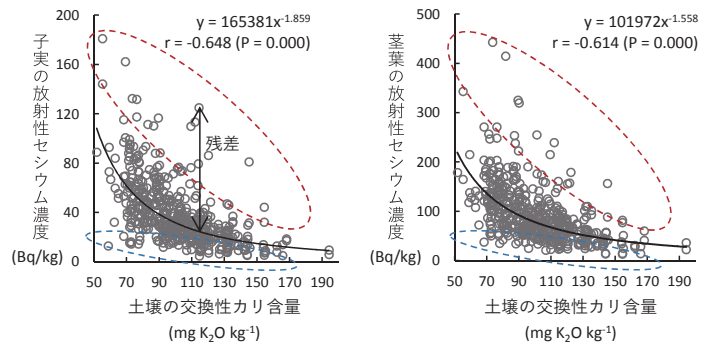 y = 165381x-1.859
r = -0.648 (P = 0.000)
子実の放射性セシウム濃度
(Bq/kg)
200
160
120
80
40
0
残差
50 70 90 110 130 150 170 190
土壌の交換性カリ含量
(mg K2O kg-1)
y = 101972x-1.558
r = -0.614 (P = 0.000)
茎葉の放射性セシウム濃度
(Bq/kg)
500
400
300
200
100
0
50 70 90 110 130 150 170 190
土壌の交換性カリ含量
(mg K2O kg-1)